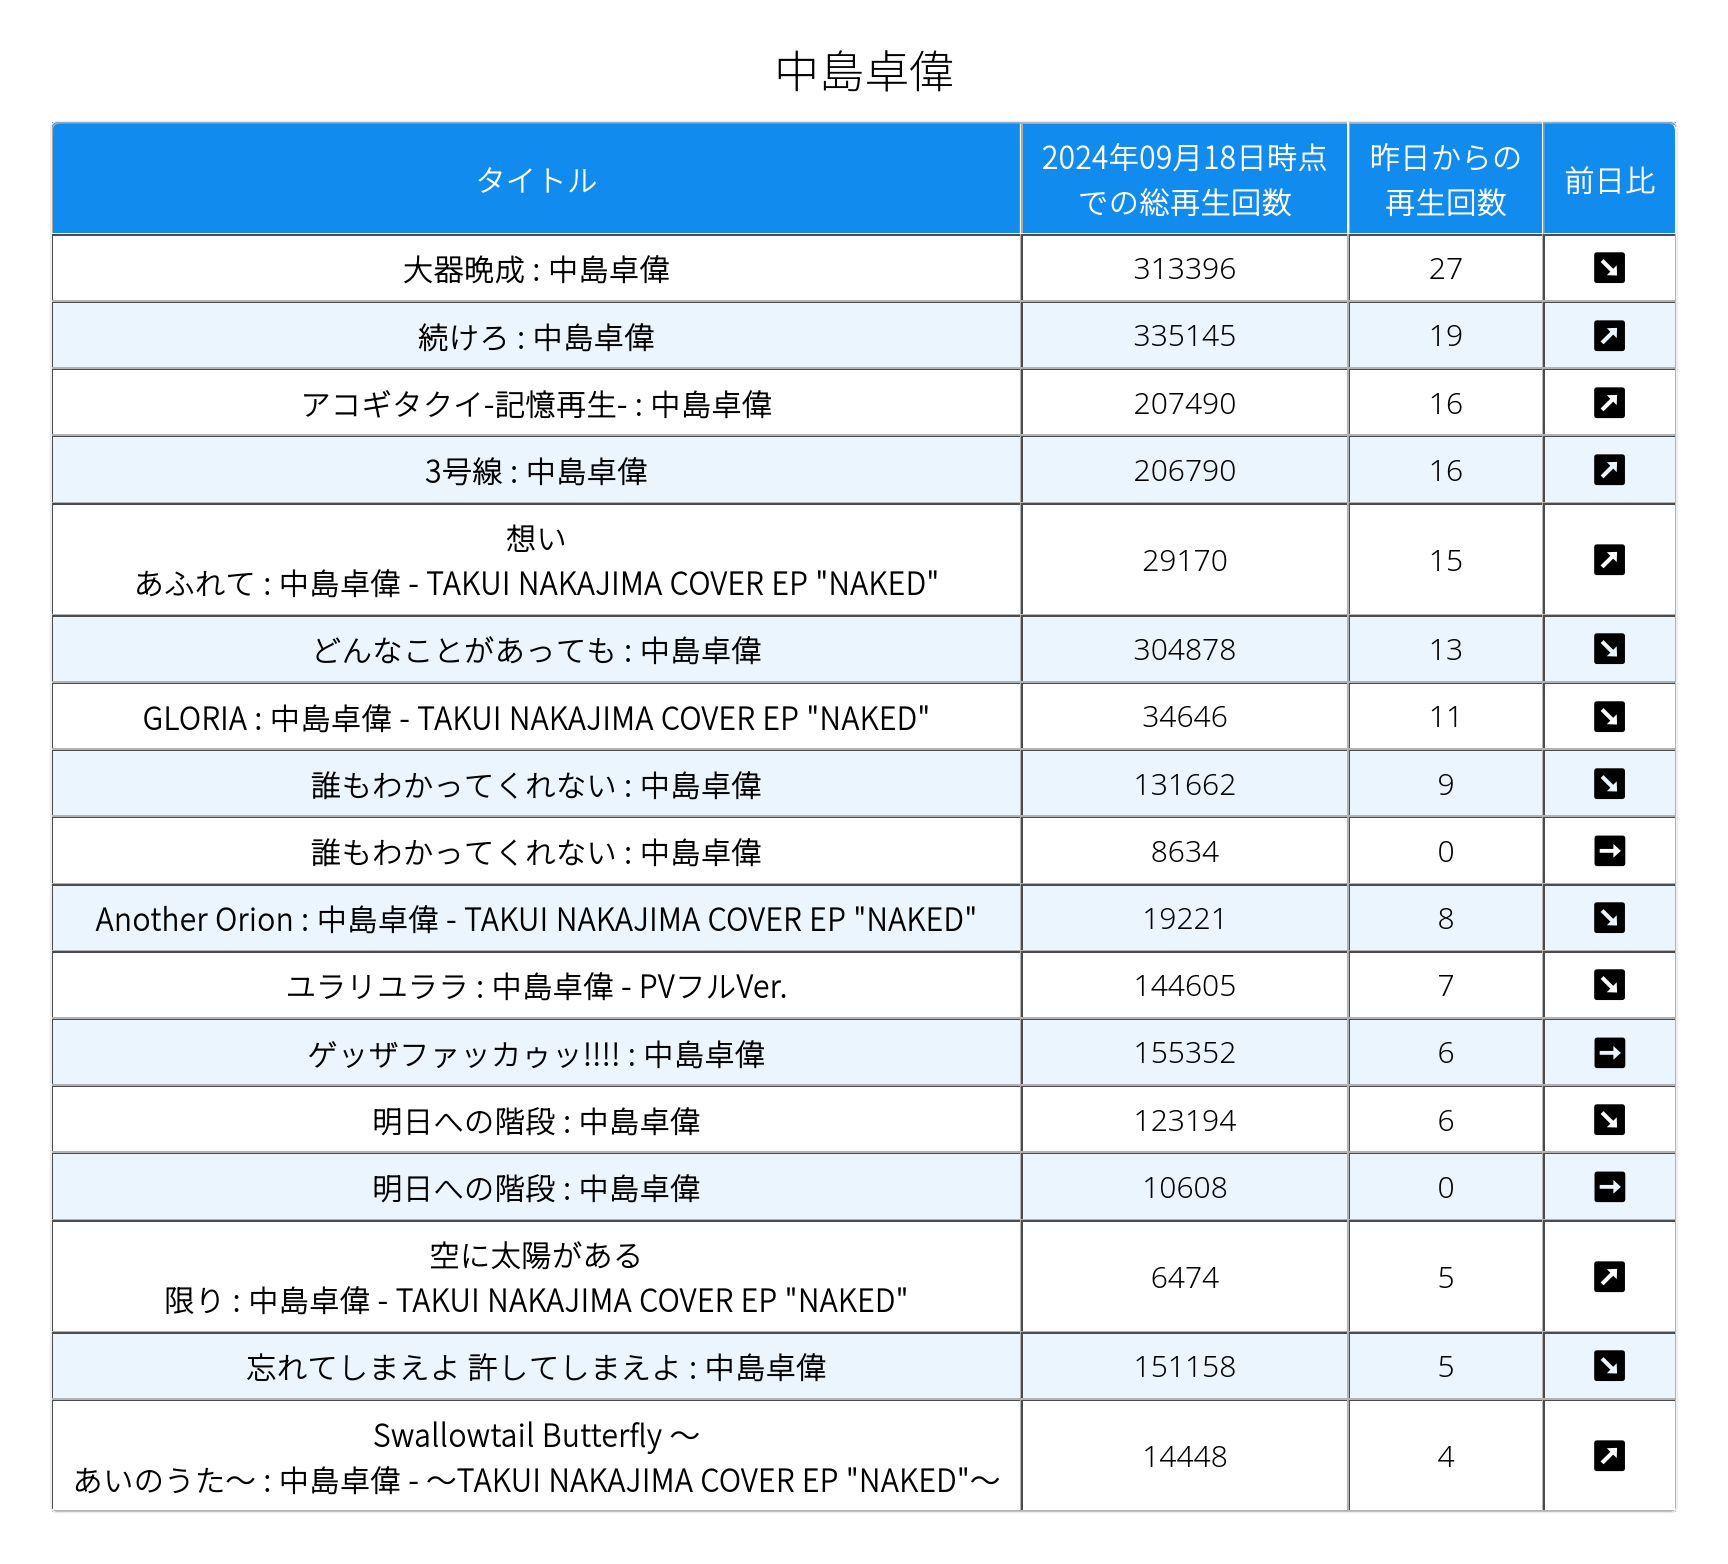 中島卓偉
タイトル
2024年09月18日時点
での総再生回数
昨日からの
再生回数
前日比
大器晩成 : 中島卓偉
313396
27
続けろ : 中島卓偉
335145
19
アコギタクイ-記憶再生- : 中島卓偉
207490
16
3号線 : 中島卓偉
206790
16
想い
あふれて : 中島卓偉 - TAKUI NAKAJIMA COVER EP "NAKED"
29170
15
どんなことがあっても : 中島卓偉
304878
13
GLORIA : 中島卓偉 - TAKUI NAKAJIMA COVER EP "NAKED"
34646
11
誰もわかってくれない : 中島卓偉
131662
9
誰もわかってくれない : 中島卓偉
8634
0
Another Orion : 中島卓偉 - TAKUI NAKAJIMA COVER EP "NAKED"
19221
8
ユラリユララ : 中島卓偉 - PVフルVer.
144605
7
ゲッザファッカゥッ!!!! : 中島卓偉
155352
6
明日への階段 : 中島卓偉
123194
6
明日への階段 : 中島卓偉
10608
0
空に太陽がある
限り : 中島卓偉 - TAKUI NAKAJIMA COVER EP "NAKED"
6474
5
忘れてしまえよ 許してしまえよ : 中島卓偉
151158
5
Swallowtail Butterfly ～
あいのうた～ : 中島卓偉 - ～TAKUI NAKAJIMA COVER EP "NAKED"～
14448
4